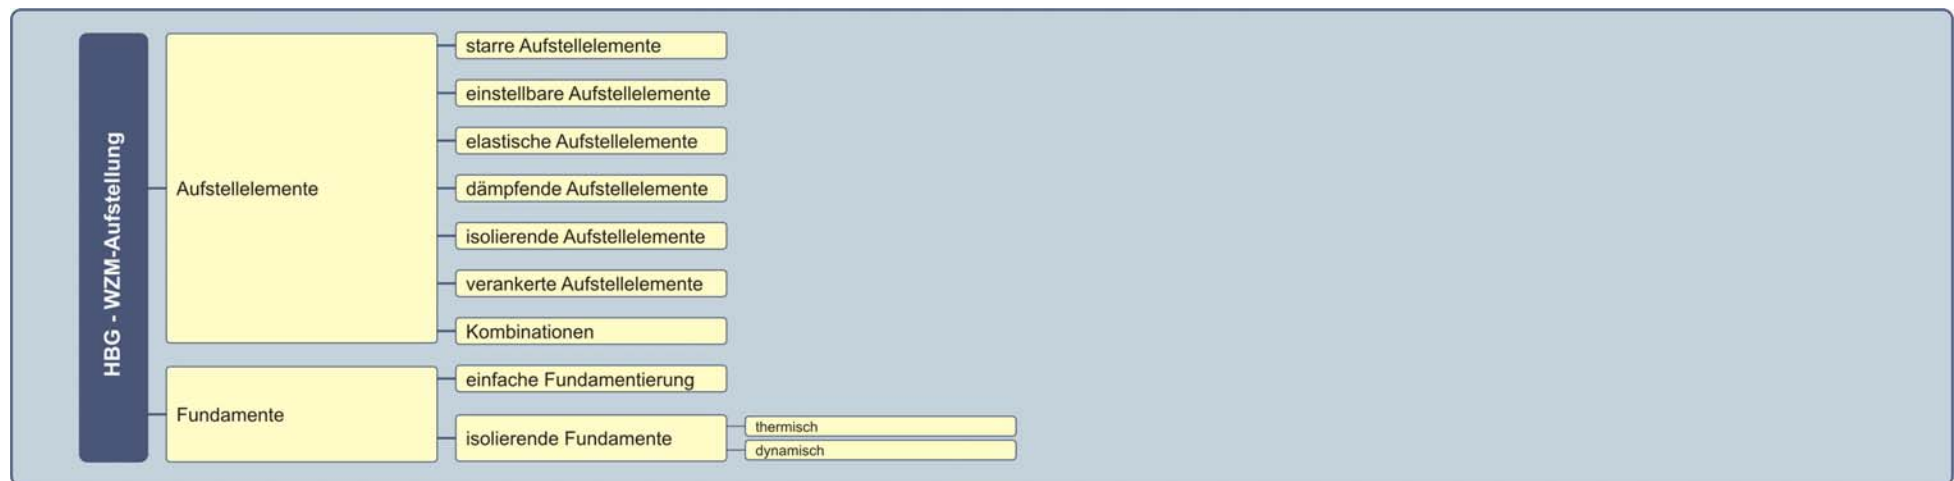 HBG - WZM-Aufstellung
Aufstellelemente
starre Aufstellelemente
einstellbare Aufstellelemente
elastische Aufstellelemente
dämpfende Aufstellelemente
isolierende Aufstellelemente
verankerte Aufstellelemente
Kombinationen
Fundamente
einfache Fundamentierung
isolierende Fundamente
thermisch
dynamisch